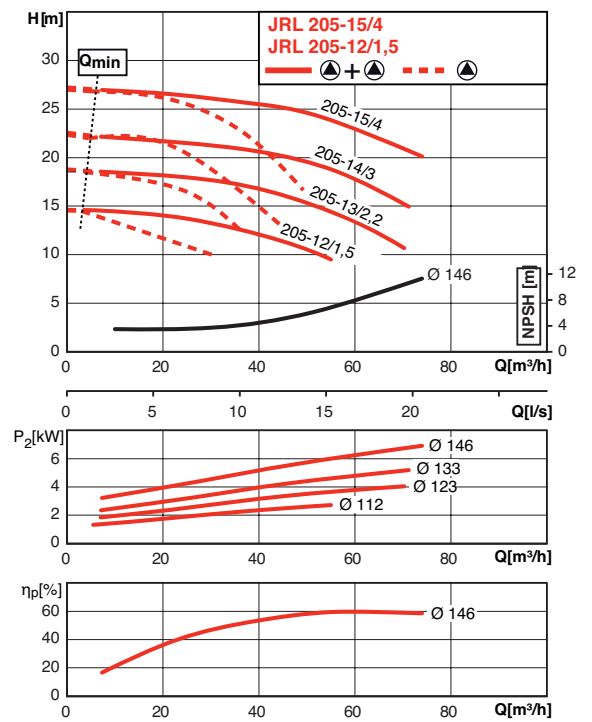 H[m]
JRL 205-15/4
JRL 205-12/1,5
+
Qmin
30
25
20
15
10
5
0
205-15/4
205-14/3
205-13/2,2
205-12/1,5
Ø 146
12
8
4
0
NPSH [m]
0 20 40 60 80 Q[m³/h]
0 5 10 15 20 Q[l/s]
P₂[kW]
8
6
4
2
0
Ø 146
Ø 133
Ø 123
Ø 112
0 20 40 60 80 Q[m³/h]
ηp[%]
60
40
20
0
Ø 146
0 20 40 60 80 Q[m³/h]